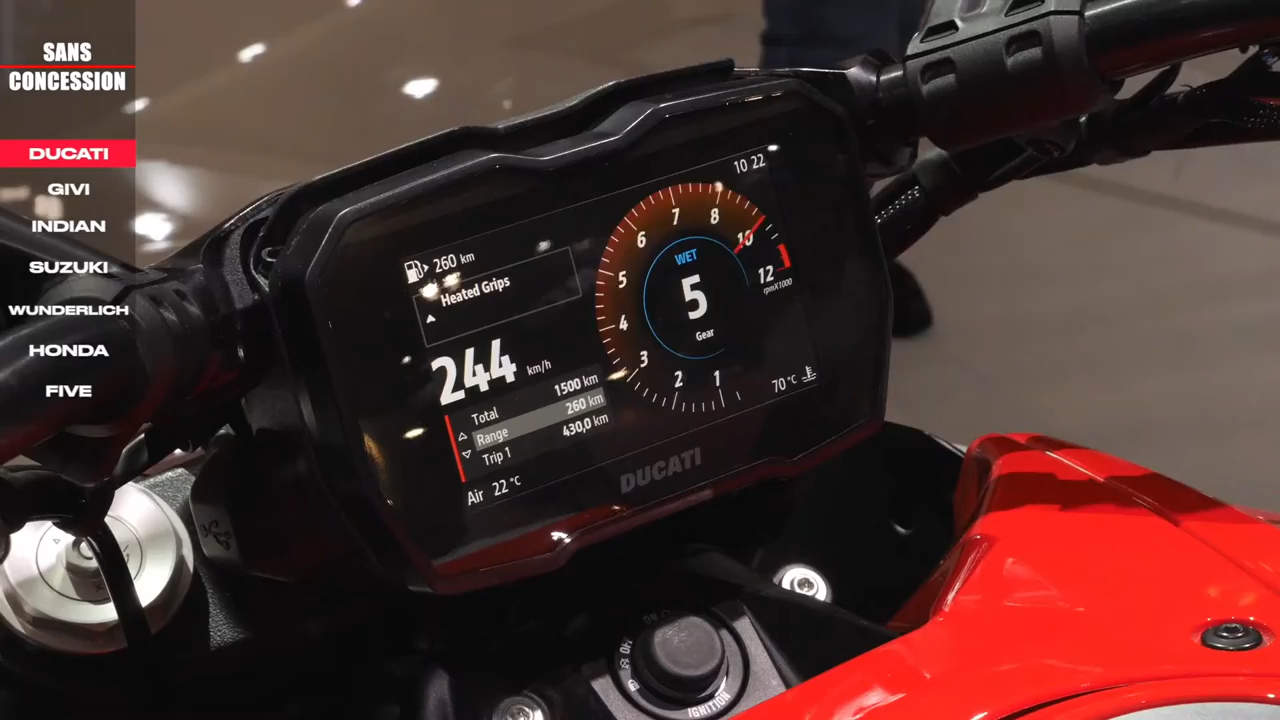 SANS
CONCESSION
DUCATI
GIVI
INDIAN
SUZUKI
WUNDERLICH
HONDA
FIVE
10 22
260 km
Heated Grips
244 km/h
Total 1500 km
Range 260 km
Trip 1 430,0 km
Air 22 °C
1
2
3
4
5
6
7
8
10
12
rpmX1000
WET
5
Gear
70 °C
DUCATI
IGNITION